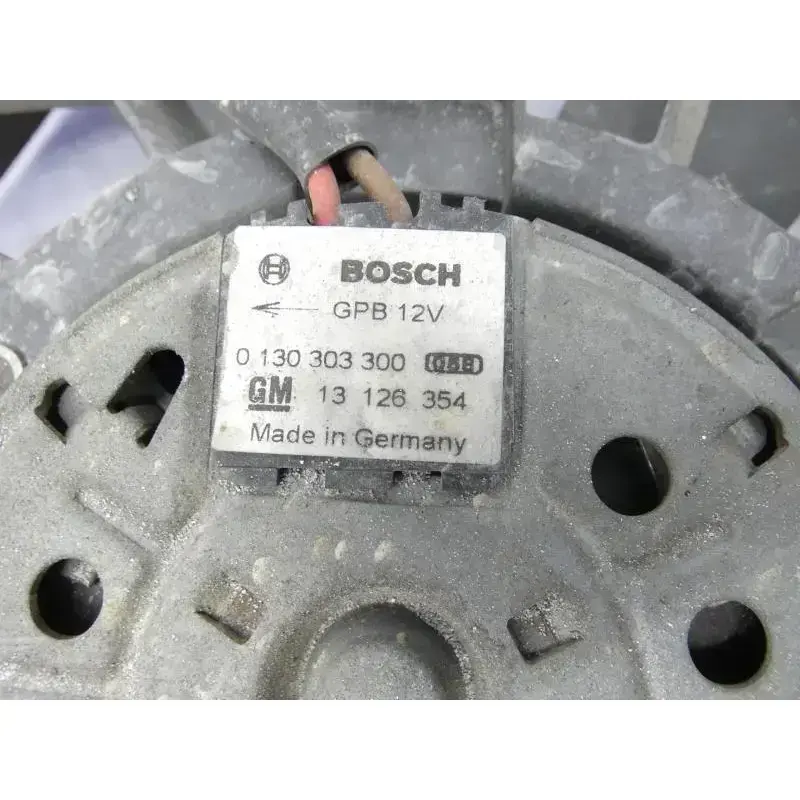 BOSCH
← GPB 12V
0 130 303 300
GM 13 126 354
Made in Germany